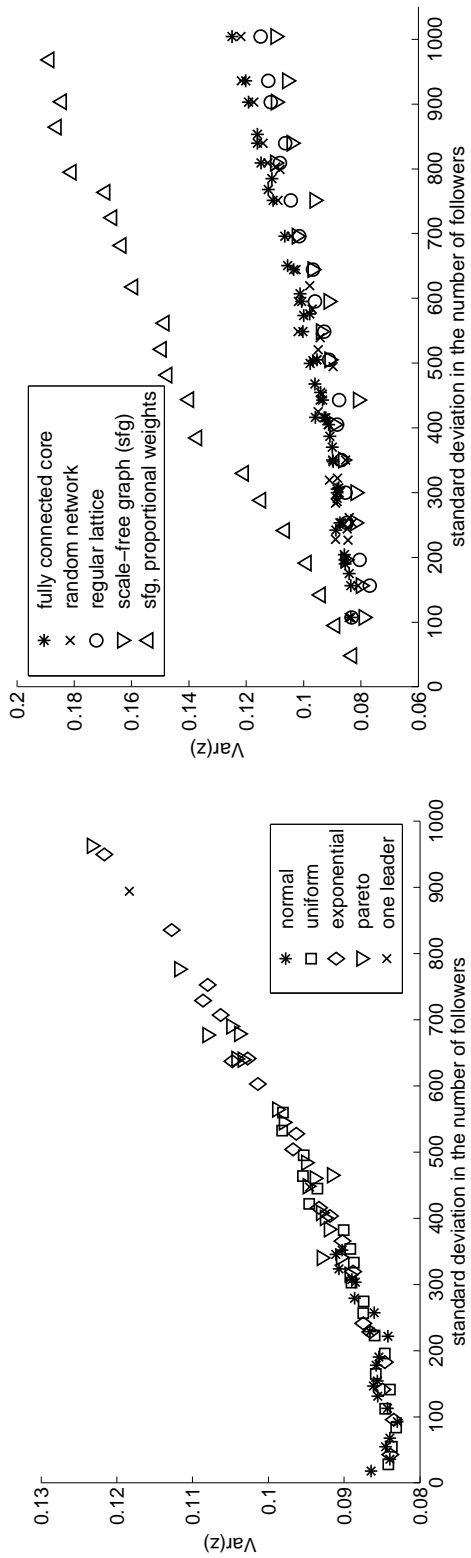 0.13
0.12
0.11
0.1
0.09
0.08
Var(z)
0
100
200
300
400
500
600
700
800
900
1000
standard deviation in the number of followers
normal
uniform
exponential
pareto
one leader
0.2
0.18
0.16
0.14
0.12
0.1
0.08
0.06
Var(z)
0
100
200
300
400
500
600
700
800
900
1000
standard deviation in the number of followers
fully connected core
random network
regular lattice
scale−free graph (sfg)
sfg, proportional weights